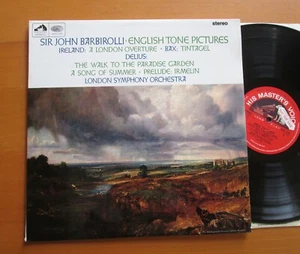 stereo
SIR JOHN BARBIROLLI · ENGLISH TONE PICTURES
IRELAND: A LONDON OVERTURE · BAX: TINTAGEL
DELIUS:
THE WALK TO THE PARADISE GARDEN
A SONG OF SUMMER · PRELUDE: IRMELIN
LONDON SYMPHONY ORCHESTRA
HIS MASTER'S VOICE